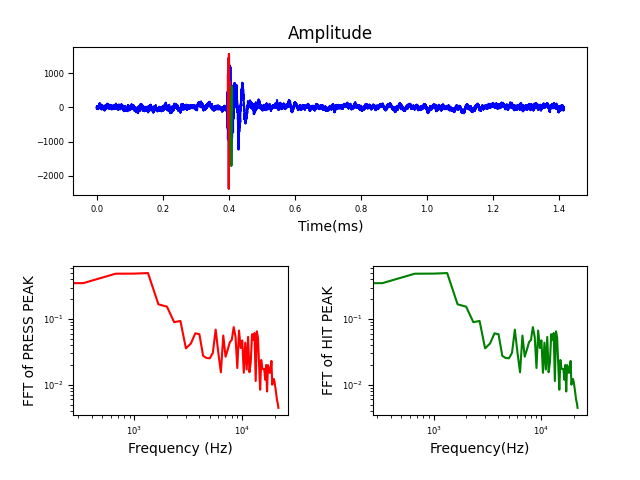 Amplitude
1000
0
−1000
−2000
0.0 0.2 0.4 0.6 0.8 1.0 1.2 1.4
Time(ms)
FFT of PRESS PEAK
10⁻¹
10⁻²
10³ 10⁴
Frequency (Hz)
FFT of HIT PEAK
10⁻¹
10⁻²
10³ 10⁴
Frequency(Hz)